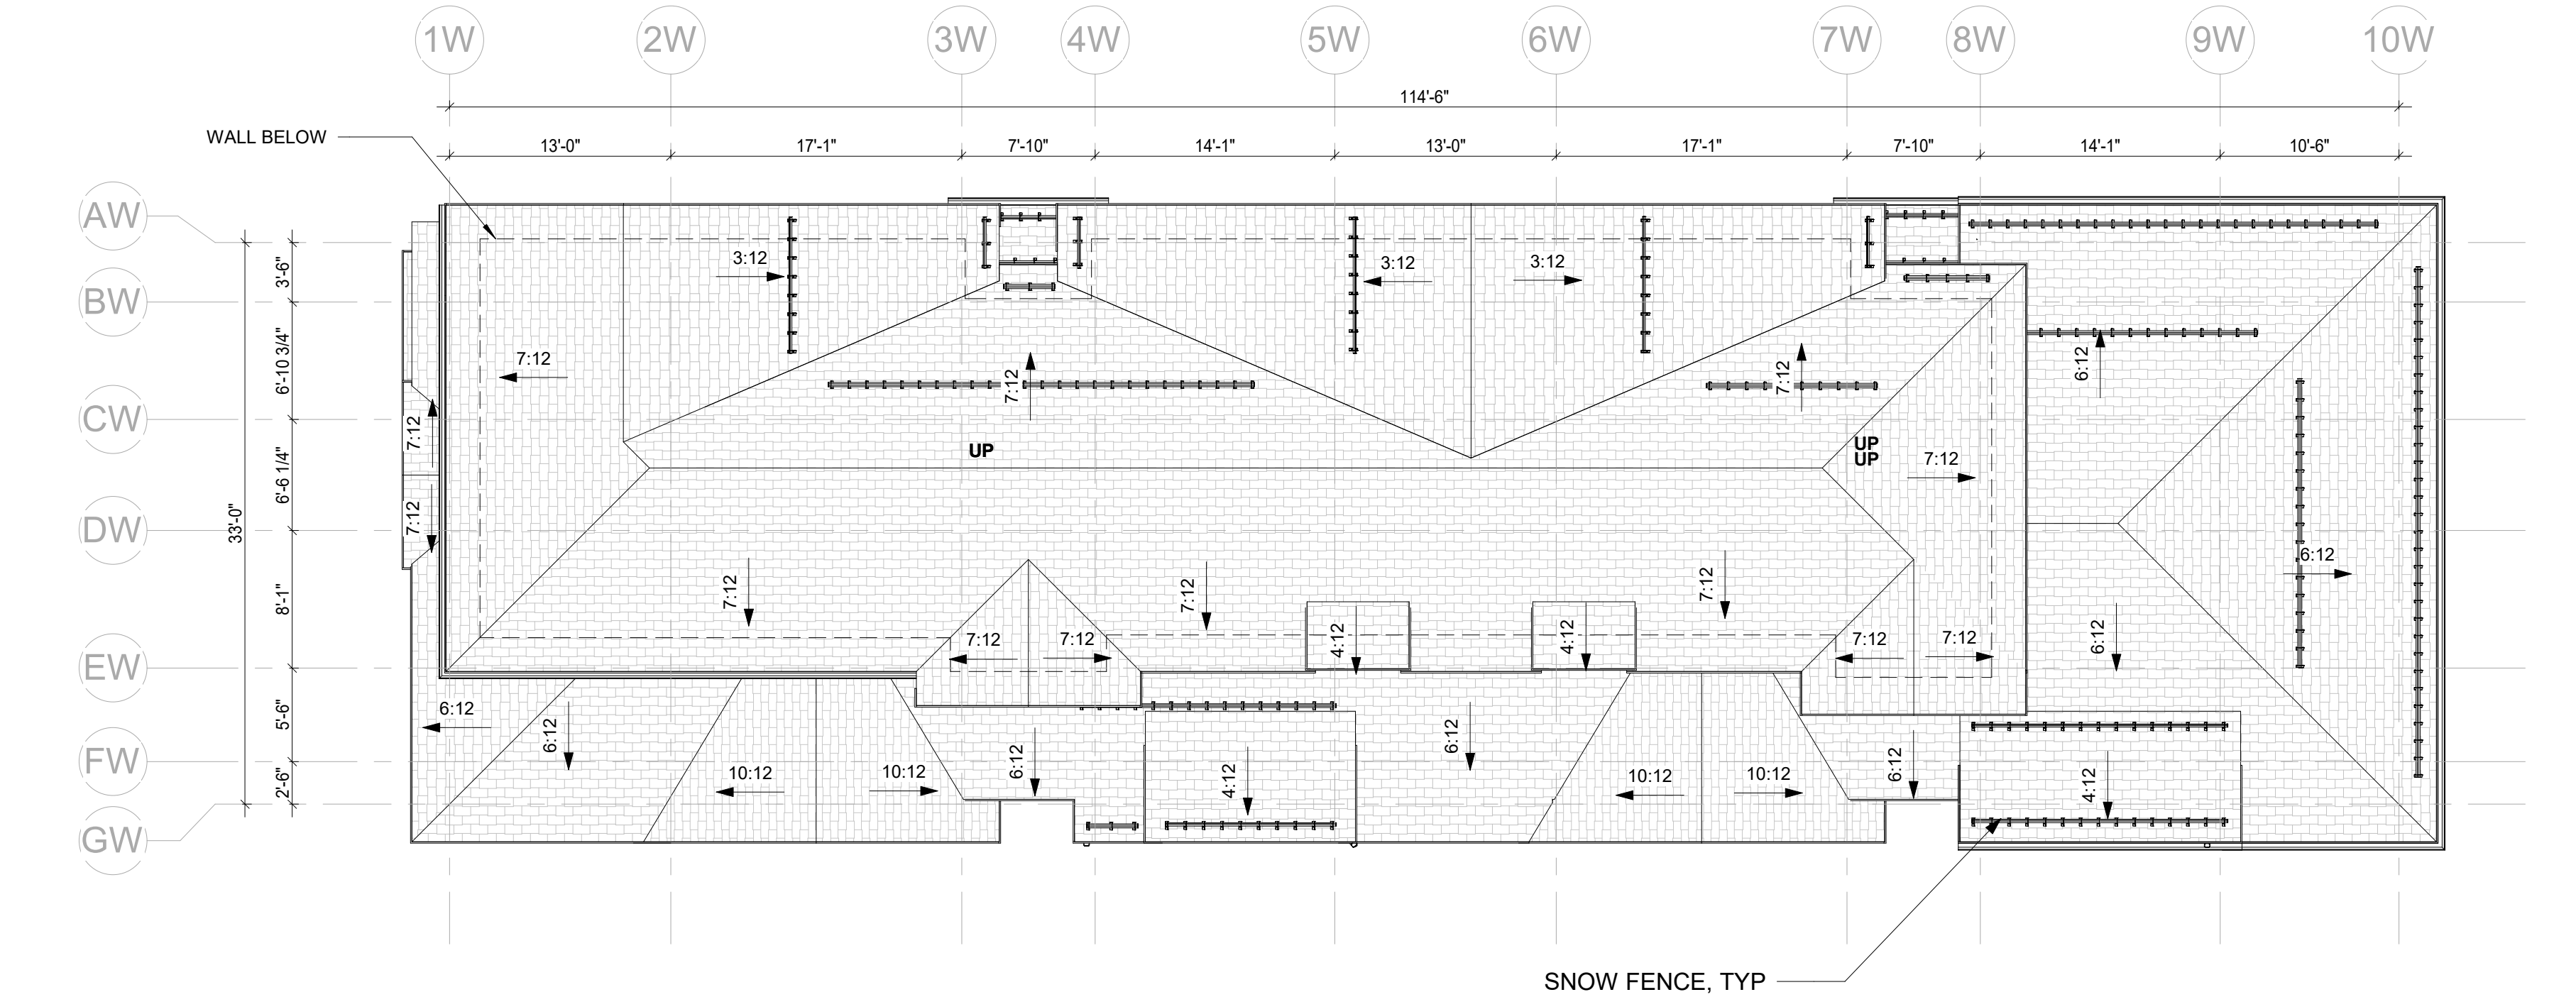 1W 2W 3W 4W 5W 6W 7W 8W 9W 10W
114'-6"
WALL BELOW
13'-0" 17'-1" 7'-10" 14'-1" 13'-0" 17'-1" 7'-10" 14'-1" 10'-6"
AW
3:12 3:12 3:12
3'-6"
BW
7:12 7:12 7:12 6:12
6'-10 3/4"
CW
7:12
UP UP
UP
7:12
6'-6 1/4"
33'-0"
DW
7:12
6:12
7:12 7:12 7:12
8'-1"
7:12 7:12 4:12 4:12 7:12 7:12 6:12
EW
6:12 6:12 6:12 6:12 6:12
5'-6"
FW
10:12 10:12 4:12 10:12 10:12 4:12
2'-6"
GW
SNOW FENCE, TYP